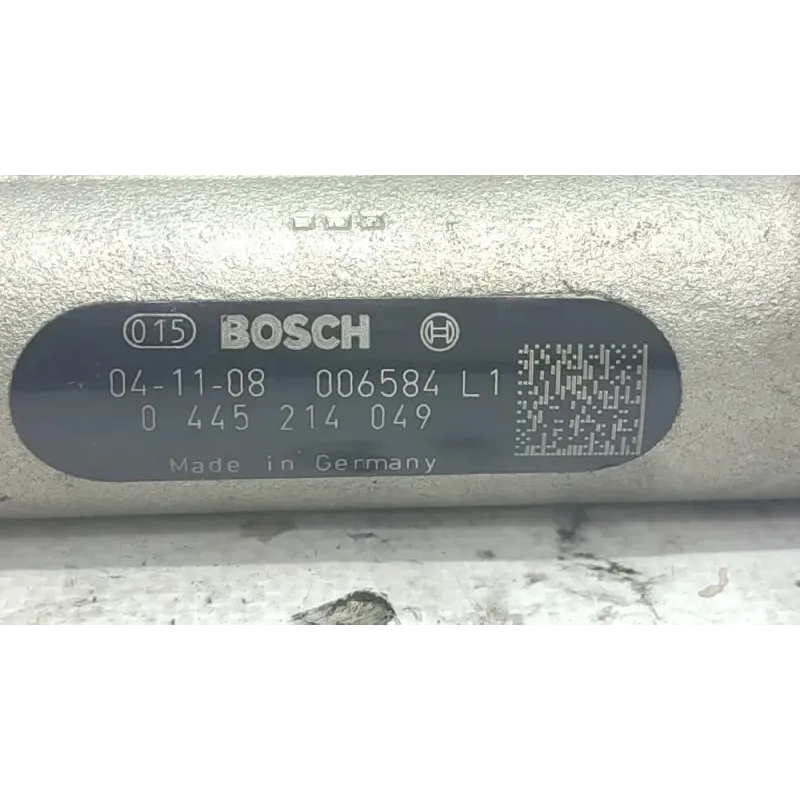 015 BOSCH
04-11-08 006584 L1
0 445 214 049
Made in Germany